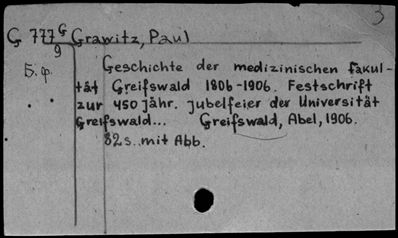 3
G 777 G Grawitz, Paul
9
Б.ф. Geschichte der medizinischen Fakul-
tät Greifswald 1806-1906. Festschrift
zur 450 jähr. Jubelfeier der Universität
Greifswald... Greifswald, Abel, 1906.
82 s. mit Abb.